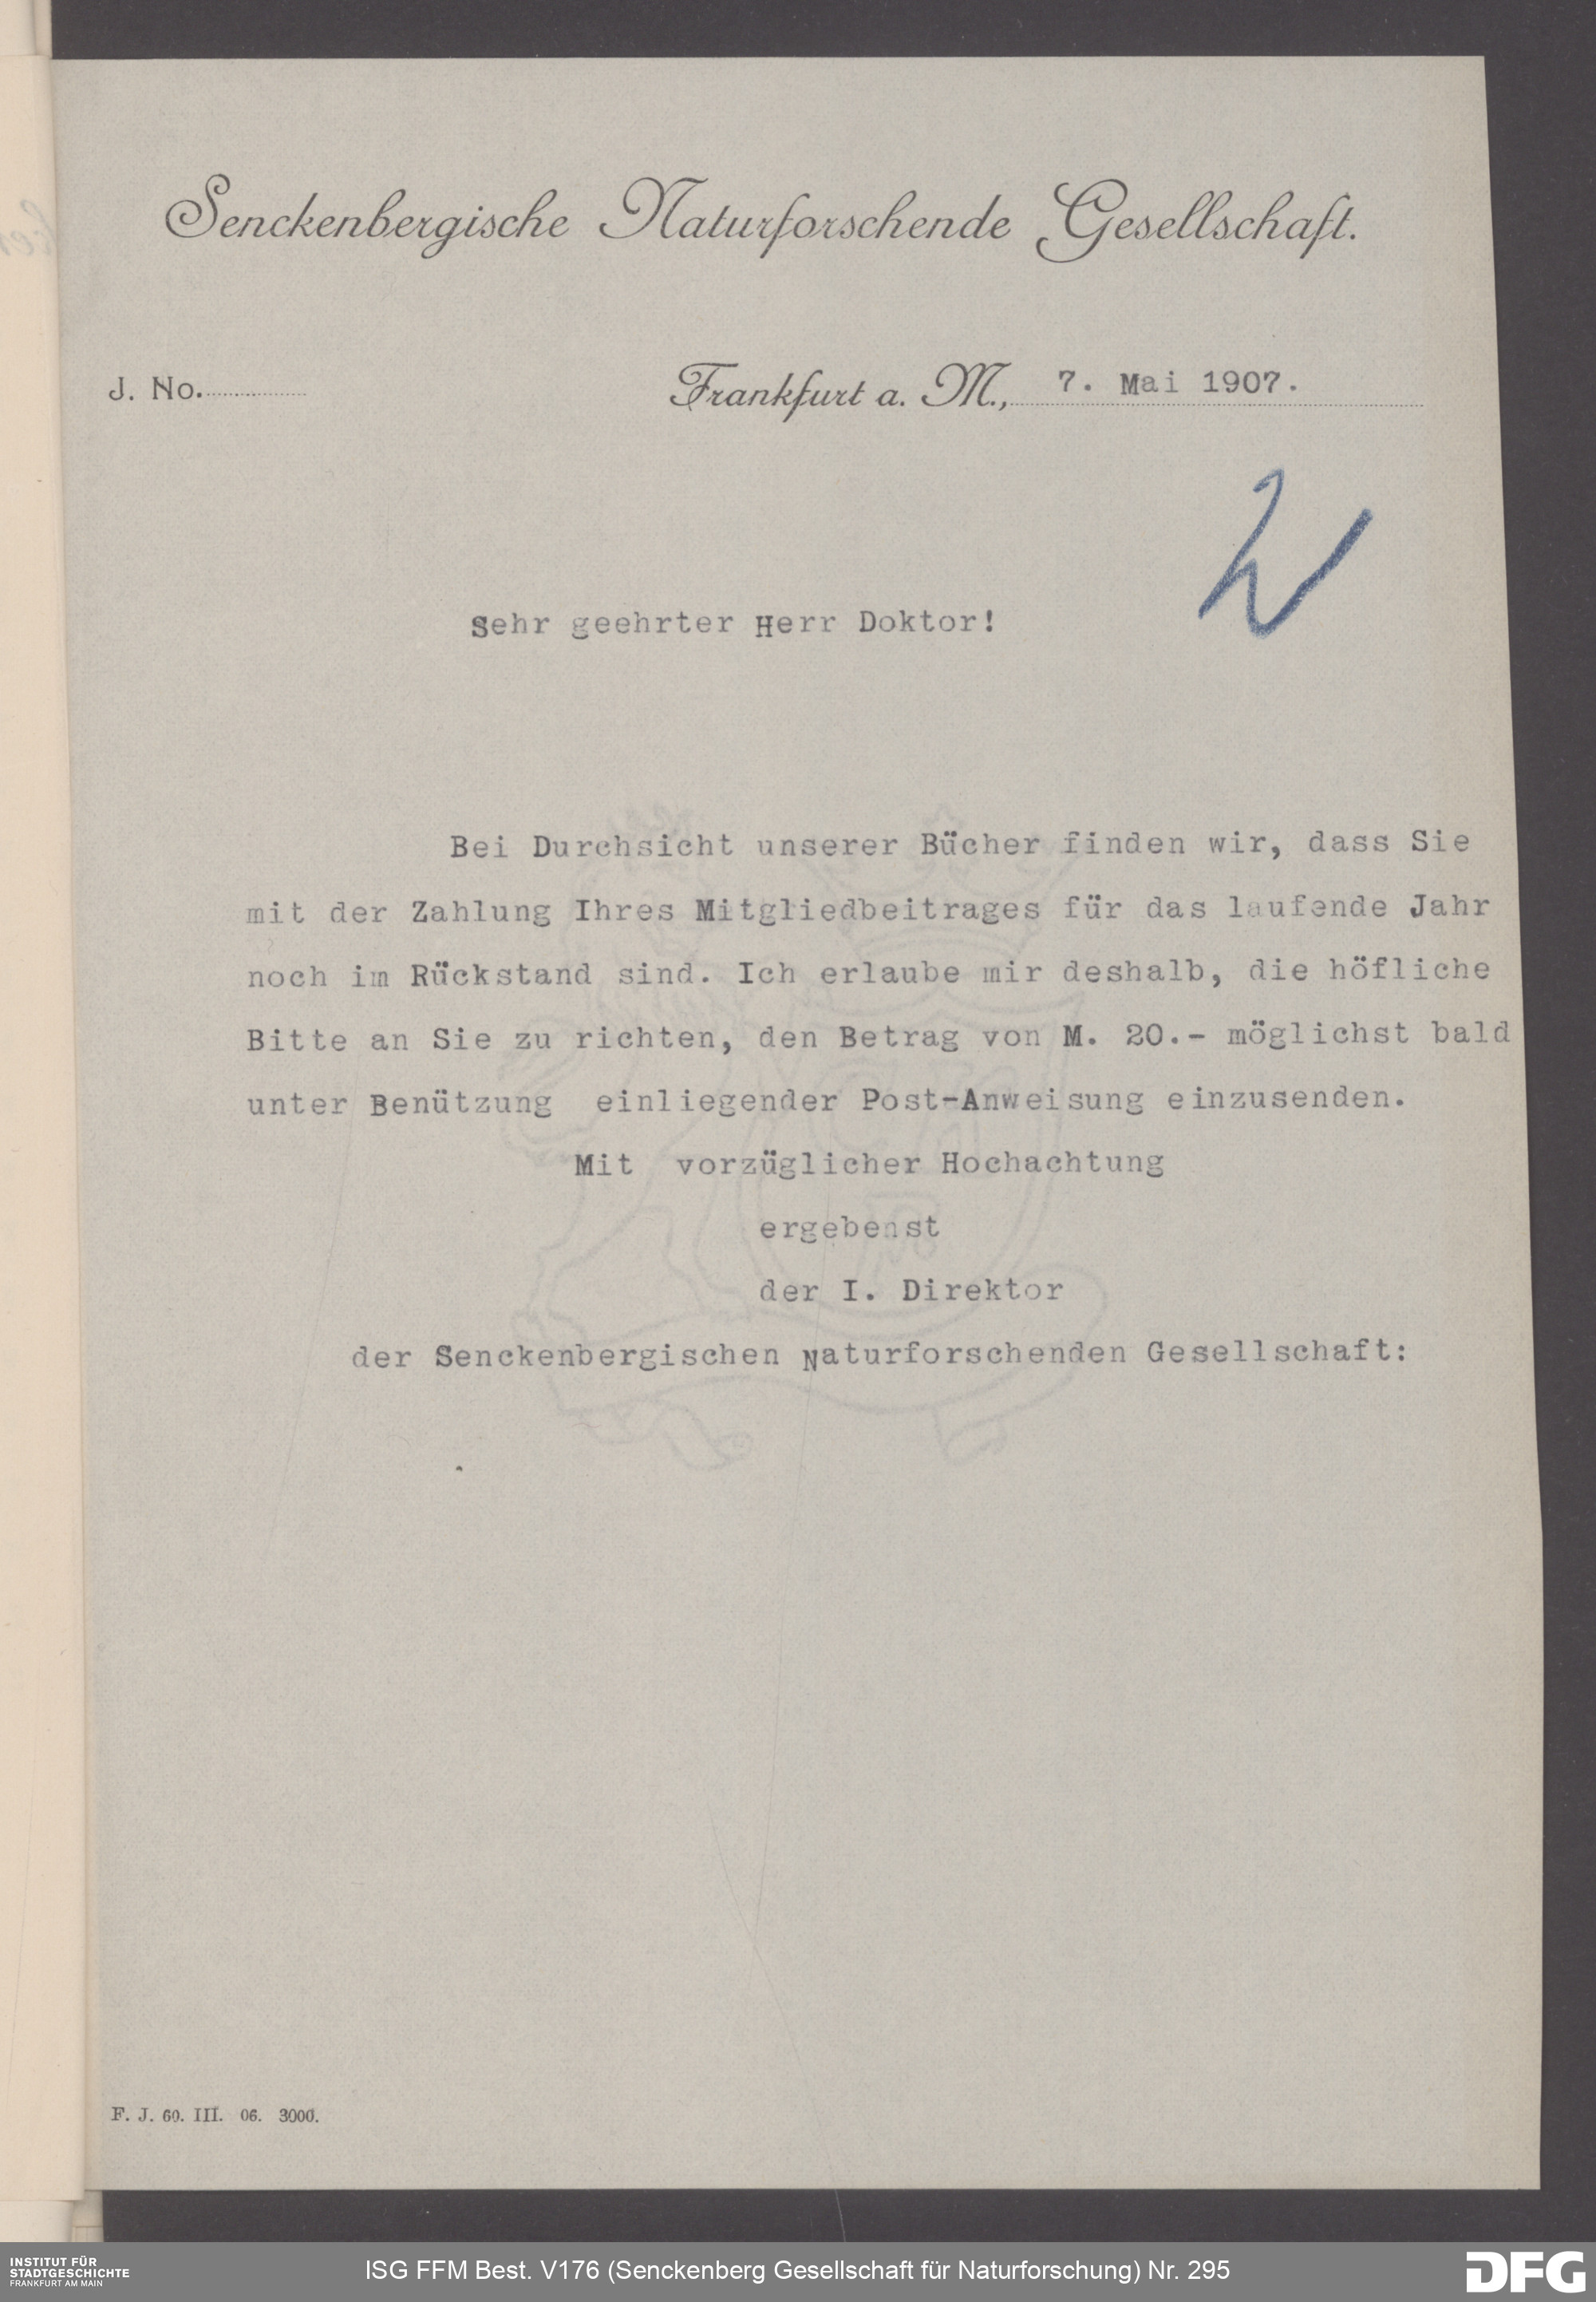 Senckenbergische Naturforschende Gesellschaft.
J. No.
Frankfurt a. M., 7. Mai 1907.
Sehr geehrter Herr Doktor!
Bei Durchsicht unserer Bücher finden wir, dass Sie
mit der Zahlung Ihres Mitgliedbeitrages für das laufende Jahr
noch im Rückstand sind. Ich erlaube mir deshalb, die höfliche
Bitte an Sie zu richten, den Betrag von M. 20.- möglichst bald
unter Benützung einliegender Post-Anweisung einzusenden.
Mit vorzüglicher Hochachtung
ergebenst
der I. Direktor
der Senckenbergischen Naturforschenden Gesellschaft:
F. J. 60. III. 06. 3000.
INSTITUT FÜR
STADTGESCHICHTE
FRANKFURT AM MAIN
ISG FFM Best. V176 (Senckenberg Gesellschaft für Naturforschung) Nr. 295
DFG